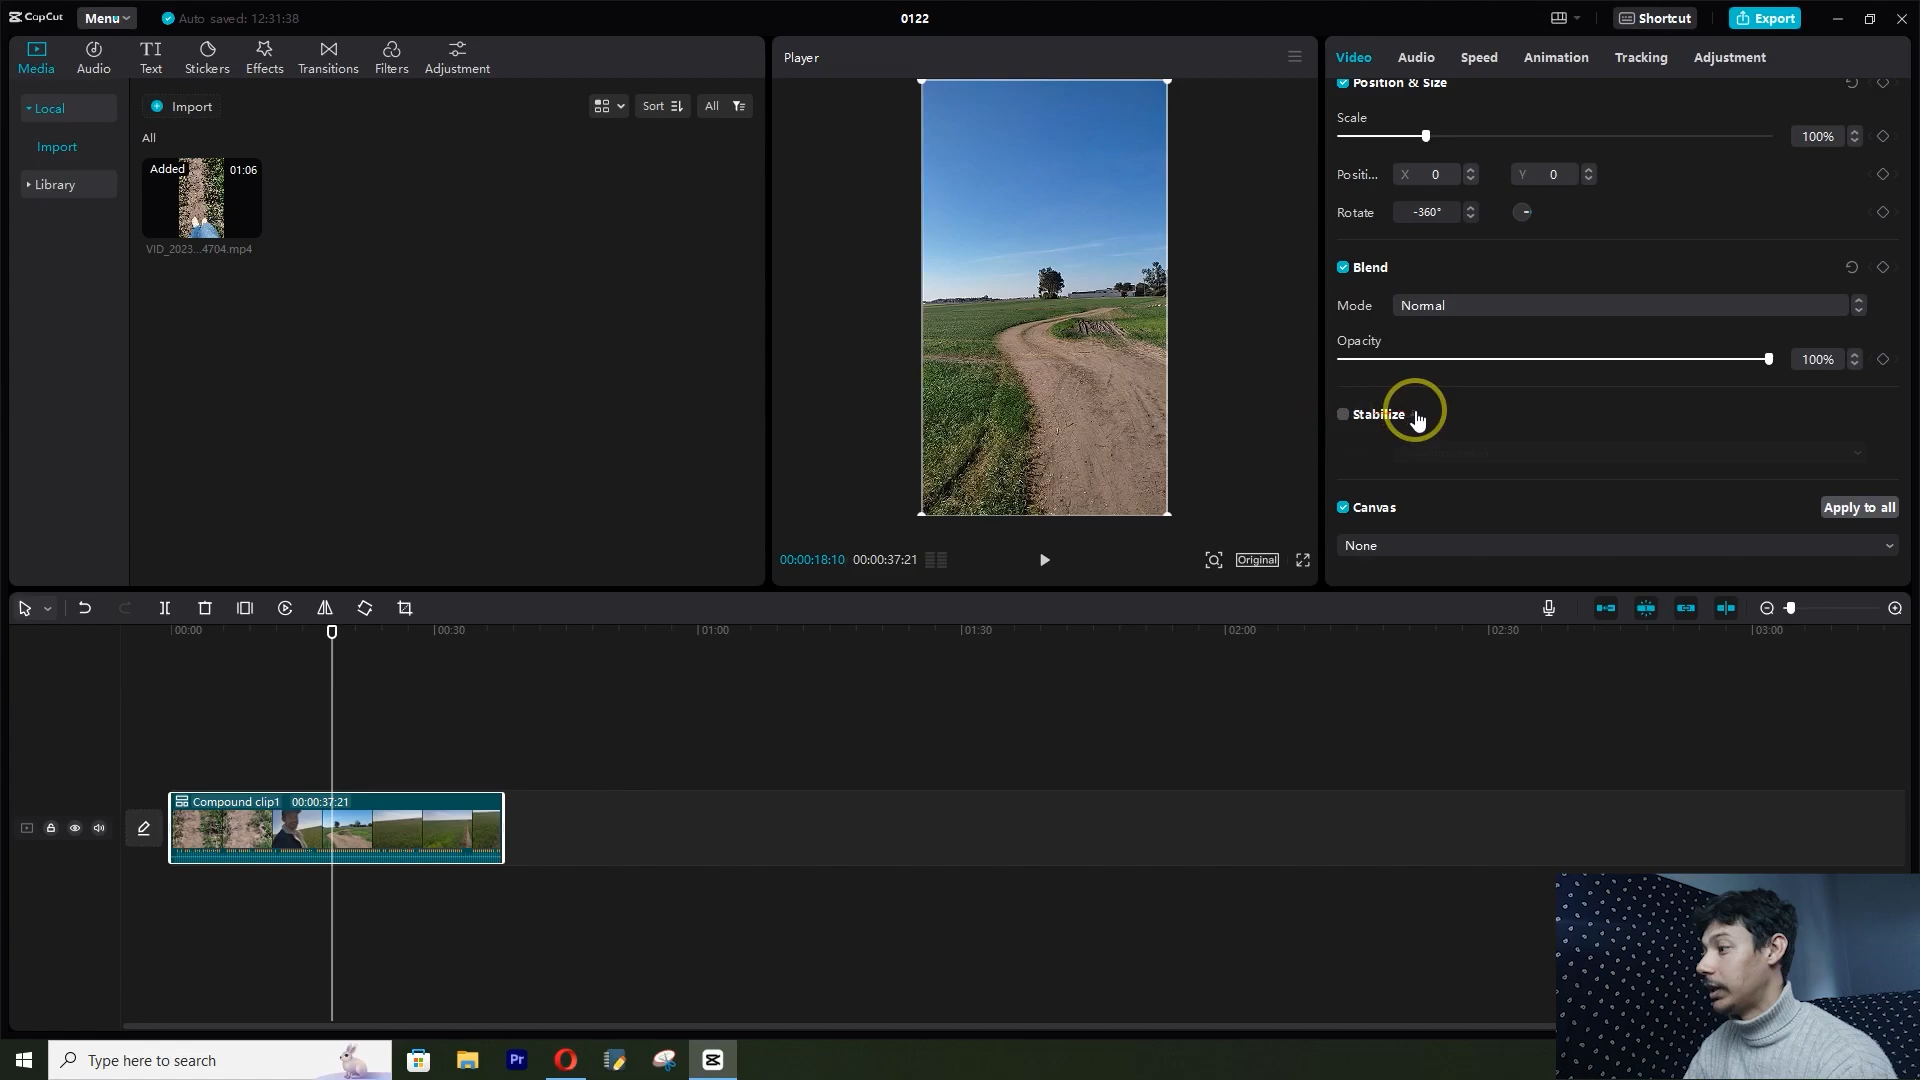 CapCut
Menu
Auto saved: 12:31:38
0122
Shortcut
Export
Media
Audio
Text
Stickers
Effects
Transitions
Filters
Adjustment
Local
Import
Library
Import
Sort
All
All
Added
01:06
VID_2023...4704.mp4
Player
00:00:18:10
00:00:37:21
Original
Video
Audio
Speed
Animation
Tracking
Adjustment
Position & Size
Scale
100%
Positi...
X 0
Y 0
Rotate
-360°
Blend
Mode
Normal
Opacity
100%
Stabilize
Canvas
Apply to all
None
00:00
00:30
01:00
01:30
02:00
02:30
03:00
Compound clip1 00:00:37:21
Type here to search
Pr